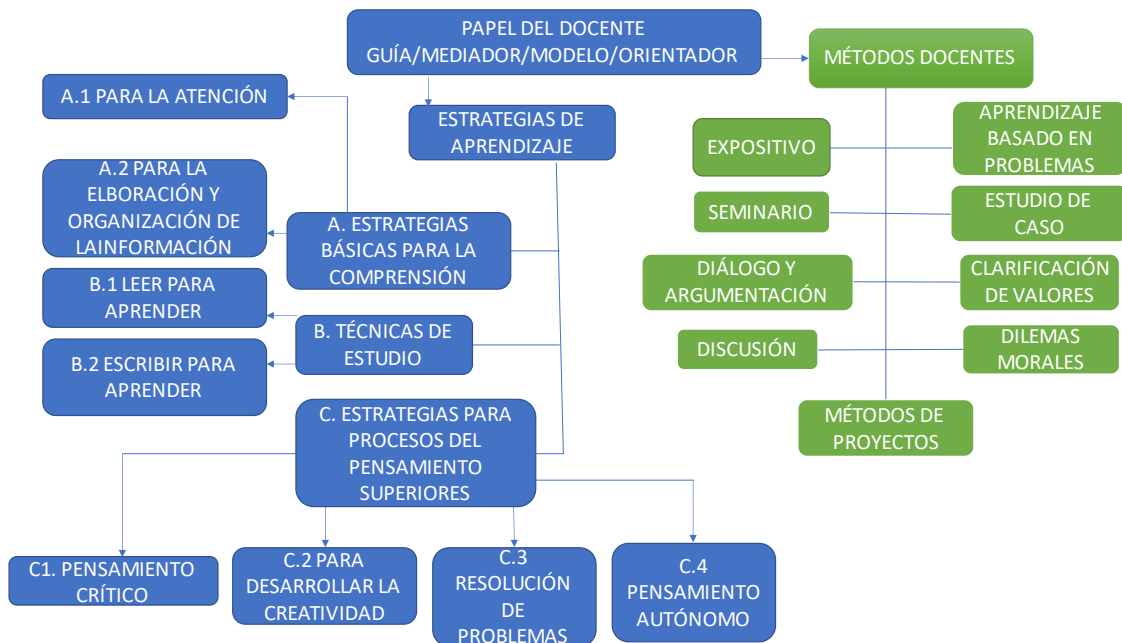 PAPEL DEL DOCENTE
GUÍA/MEDIADOR/MODELO/ORIENTADOR
MÉTODOS DOCENTES
A.1 PARA LA ATENCIÓN
ESTRATEGIAS DE
APRENDIZAJE
A.2 PARA LA
ELBORACIÓN Y
ORGANIZACIÓN DE
LAINFORMACIÓN
A. ESTRATEGIAS
BÁSICAS PARA LA
COMPRENSIÓN
B.1 LEER PARA
APRENDER
B. TÉCNICAS DE
ESTUDIO
B.2 ESCRIBIR PARA
APRENDER
C. ESTRATEGIAS PARA
PROCESOS DEL
PENSAMIENTO
SUPERIORES
C1. PENSAMIENTO
CRÍTICO
C.2 PARA
DESARROLLAR LA
CREATIVIDAD
C.3
RESOLUCIÓN
DE
PROBLEMAS
C.4
PENSAMIENTO
AUTÓNOMO
EXPOSITIVO
APRENDIZAJE
BASADO EN
PROBLEMAS
SEMINARIO
ESTUDIO DE
CASO
DIÁLOGO Y
ARGUMENTACIÓN
CLARIFICACIÓN
DE VALORES
DISCUSIÓN
DILEMAS
MORALES
MÉTODOS DE
PROYECTOS